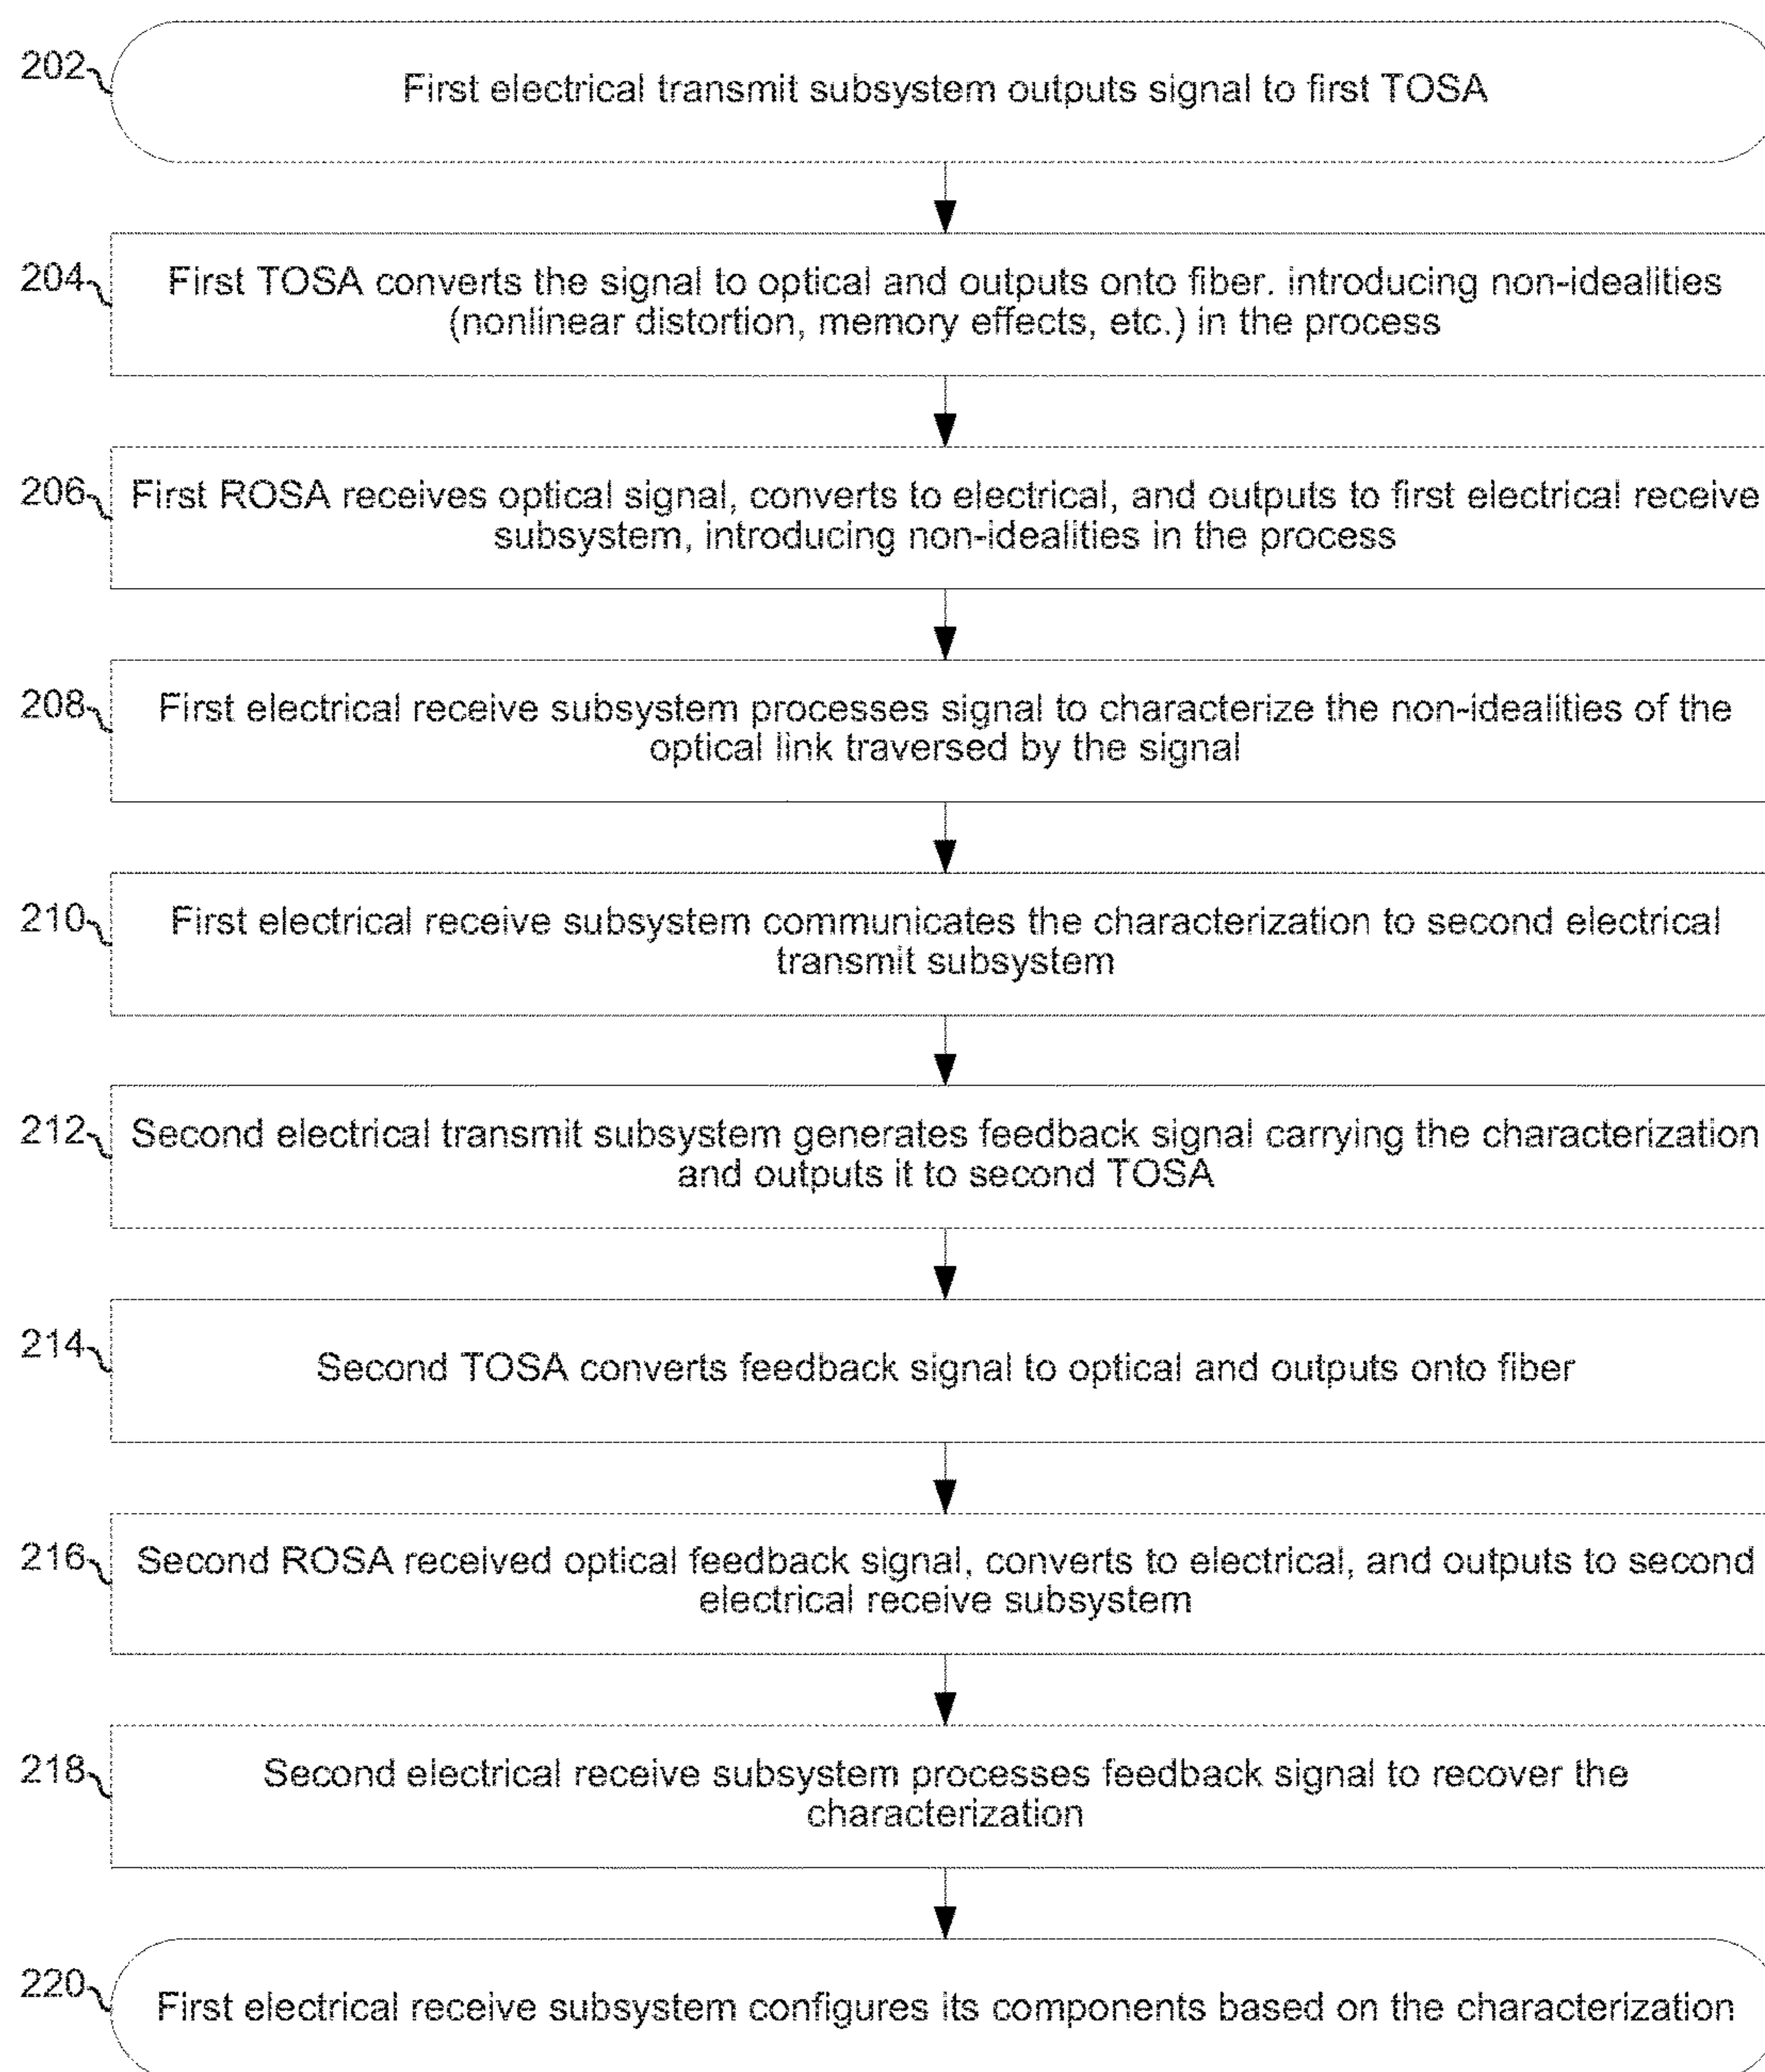 202
First electrical transmit subsystem outputs signal to first TOSA
204
First TOSA converts the signal to optical and outputs onto fiber. introducing non-idealities
(nonlinear distortion, memory effects, etc.) in the process
206
First ROSA receives optical signal, converts to electrical, and outputs to first electrical receive
subsystem, introducing non-idealities in the process
208
First electrical receive subsystem processes signal to characterize the non-idealities of the
optical link traversed by the signal
210
First electrical receive subsystem communicates the characterization to second electrical
transmit subsystem
212
Second electrical transmit subsystem generates feedback signal carrying the characterization
and outputs it to second TOSA
214
Second TOSA converts feedback signal to optical and outputs onto fiber
216
Second ROSA received optical feedback signal, converts to electrical, and outputs to second
electrical receive subsystem
218
Second electrical receive subsystem processes feedback signal to recover the
characterization
220
First electrical receive subsystem configures its components based on the characterization